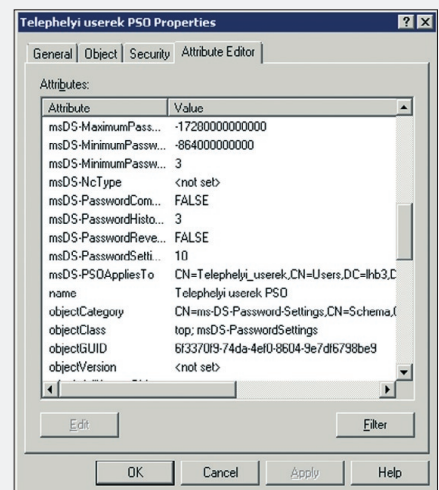 Telephelyi userek PSO Properties
General Object Security Attribute Editor
Attributes:
Attribute Value
msDS-MaximumPass... -17280000000000
msDS-MinimumPassw... -864000000000
msDS-MinimumPassw... 3
msDS-NcType <not set>
msDS-PasswordCom... FALSE
msDS-PasswordHisto... 3
msDS-PasswordReve... FALSE
msDS-PasswordSetti... 10
msDS-PSOAppliesTo CN=Telephelyi_userek,CN=Users,DC=lhb3,D
name Telephelyi userek PSO
objectCategory CN=ms-DS-Password-Settings,CN=Schema,(
objectClass top; msDS-PasswordSettings
objectGUID 6f3370f9-74da-4ef0-8604-9e7df6798be9
objectVersion <not set>
Edit Filter
OK Cancel Apply Help